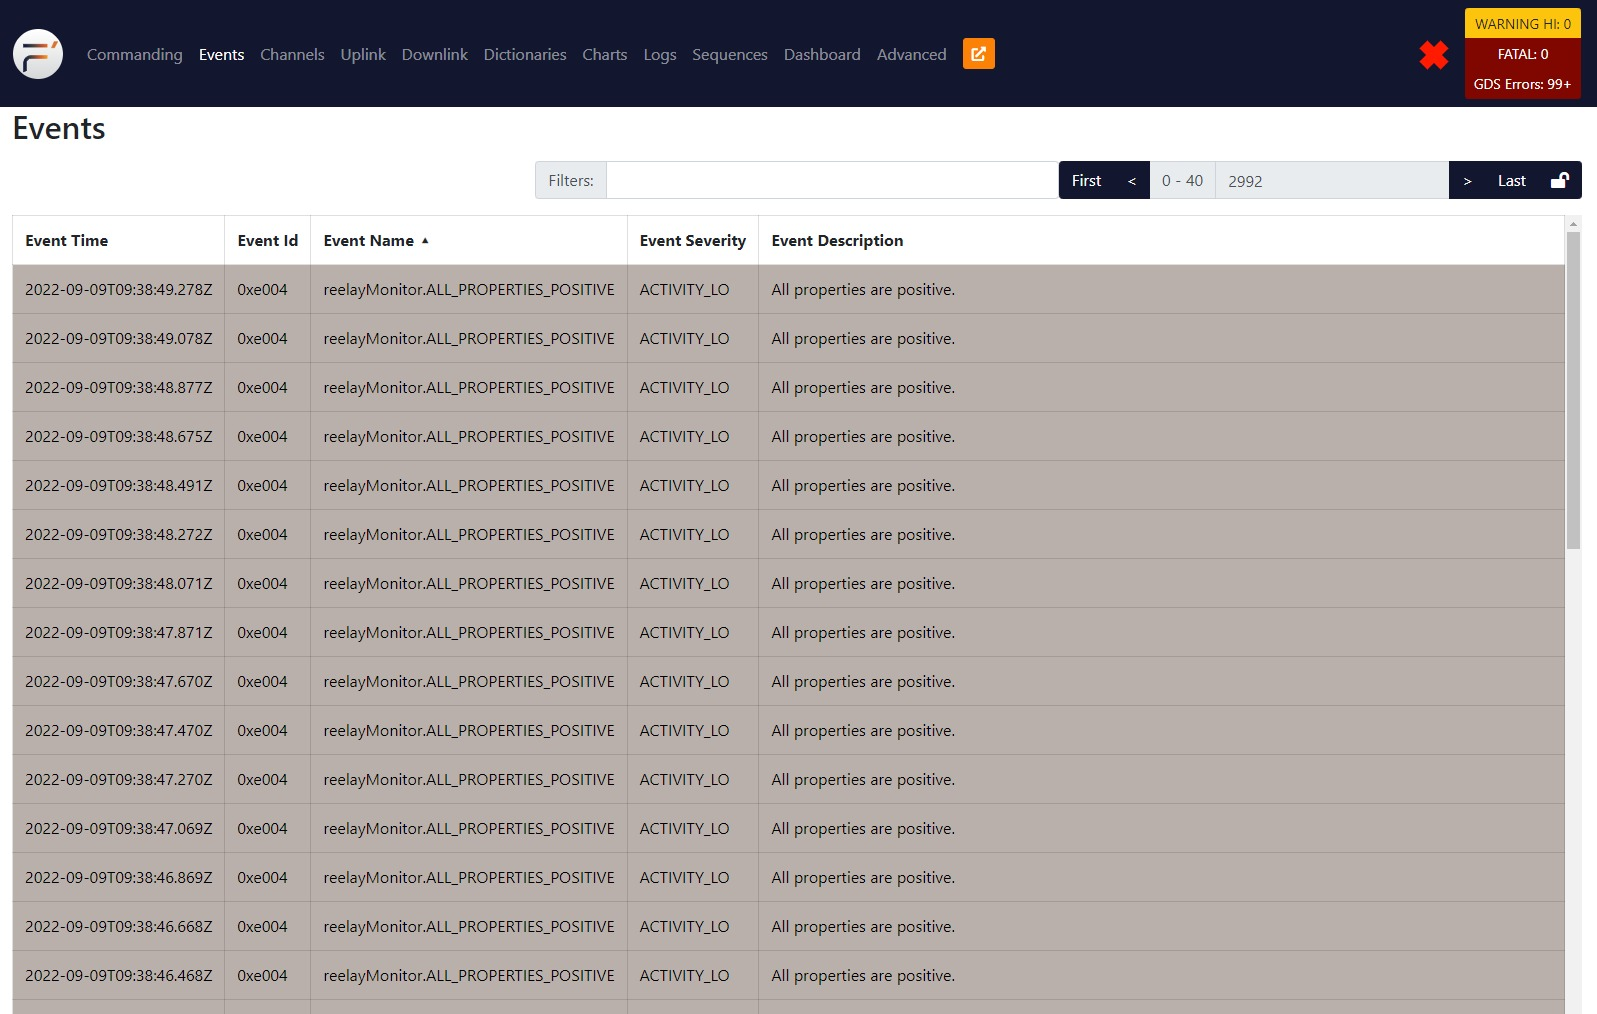 Commanding Events Channels Uplink Downlink Dictionaries Charts Logs Sequences Dashboard Advanced
WARNING HI: 0
FATAL: 0
GDS Errors: 99+
Events
Filters: First < 0 - 40 2992 > Last
Event Time Event Id Event Name ▲ Event Severity Event Description
2022-09-09T09:38:49.278Z 0xe004 reelayMonitor.ALL_PROPERTIES_POSITIVE ACTIVITY_LO All properties are positive.
2022-09-09T09:38:49.078Z 0xe004 reelayMonitor.ALL_PROPERTIES_POSITIVE ACTIVITY_LO All properties are positive.
2022-09-09T09:38:48.877Z 0xe004 reelayMonitor.ALL_PROPERTIES_POSITIVE ACTIVITY_LO All properties are positive.
2022-09-09T09:38:48.675Z 0xe004 reelayMonitor.ALL_PROPERTIES_POSITIVE ACTIVITY_LO All properties are positive.
2022-09-09T09:38:48.491Z 0xe004 reelayMonitor.ALL_PROPERTIES_POSITIVE ACTIVITY_LO All properties are positive.
2022-09-09T09:38:48.272Z 0xe004 reelayMonitor.ALL_PROPERTIES_POSITIVE ACTIVITY_LO All properties are positive.
2022-09-09T09:38:48.071Z 0xe004 reelayMonitor.ALL_PROPERTIES_POSITIVE ACTIVITY_LO All properties are positive.
2022-09-09T09:38:47.871Z 0xe004 reelayMonitor.ALL_PROPERTIES_POSITIVE ACTIVITY_LO All properties are positive.
2022-09-09T09:38:47.670Z 0xe004 reelayMonitor.ALL_PROPERTIES_POSITIVE ACTIVITY_LO All properties are positive.
2022-09-09T09:38:47.470Z 0xe004 reelayMonitor.ALL_PROPERTIES_POSITIVE ACTIVITY_LO All properties are positive.
2022-09-09T09:38:47.270Z 0xe004 reelayMonitor.ALL_PROPERTIES_POSITIVE ACTIVITY_LO All properties are positive.
2022-09-09T09:38:47.069Z 0xe004 reelayMonitor.ALL_PROPERTIES_POSITIVE ACTIVITY_LO All properties are positive.
2022-09-09T09:38:46.869Z 0xe004 reelayMonitor.ALL_PROPERTIES_POSITIVE ACTIVITY_LO All properties are positive.
2022-09-09T09:38:46.668Z 0xe004 reelayMonitor.ALL_PROPERTIES_POSITIVE ACTIVITY_LO All properties are positive.
2022-09-09T09:38:46.468Z 0xe004 reelayMonitor.ALL_PROPERTIES_POSITIVE ACTIVITY_LO All properties are positive.